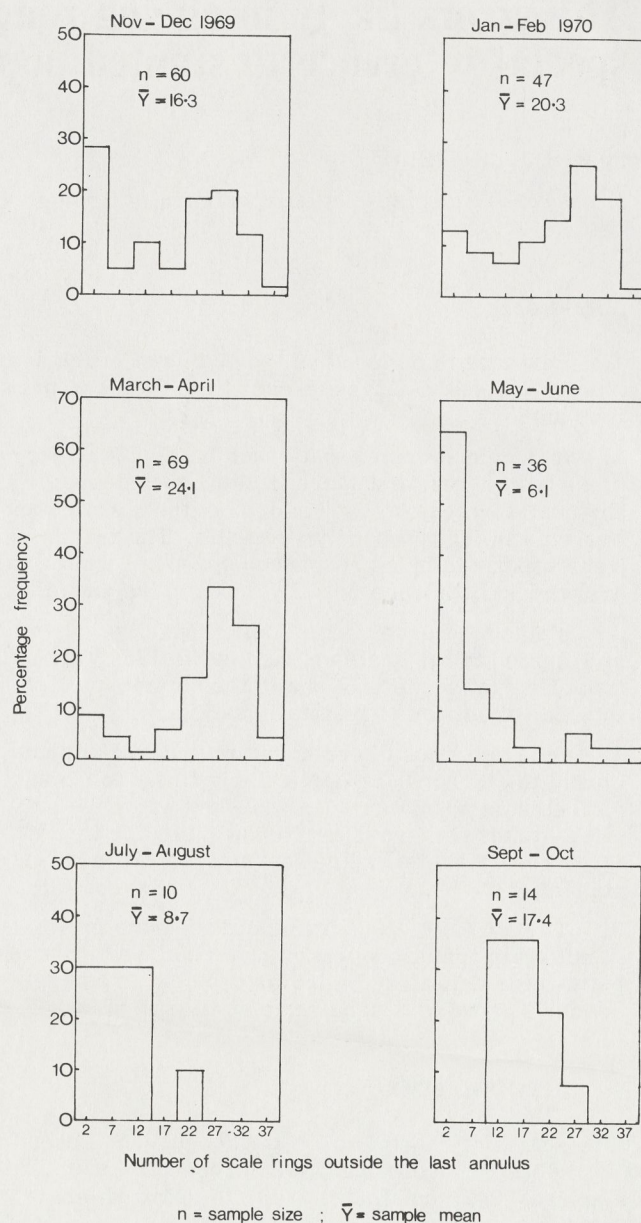 Nov – Dec 1969
n = 60
Ȳ = 16·3
50
40
30
20
10
0
Jan – Feb 1970
n = 47
Ȳ = 20·3
March – April
n = 69
Ȳ = 24·1
70
60
50
40
30
20
10
0
May – June
n = 36
Ȳ = 6·1
Percentage frequency
July – August
n = 10
Ȳ = 8·7
50
40
30
20
10
0
2 7 12 17 22 27 32 37
Sept – Oct
n = 14
Ȳ = 17·4
2 7 12 17 22 27 32 37
Number of scale rings outside the last annulus
n = sample size ; Ȳ = sample mean